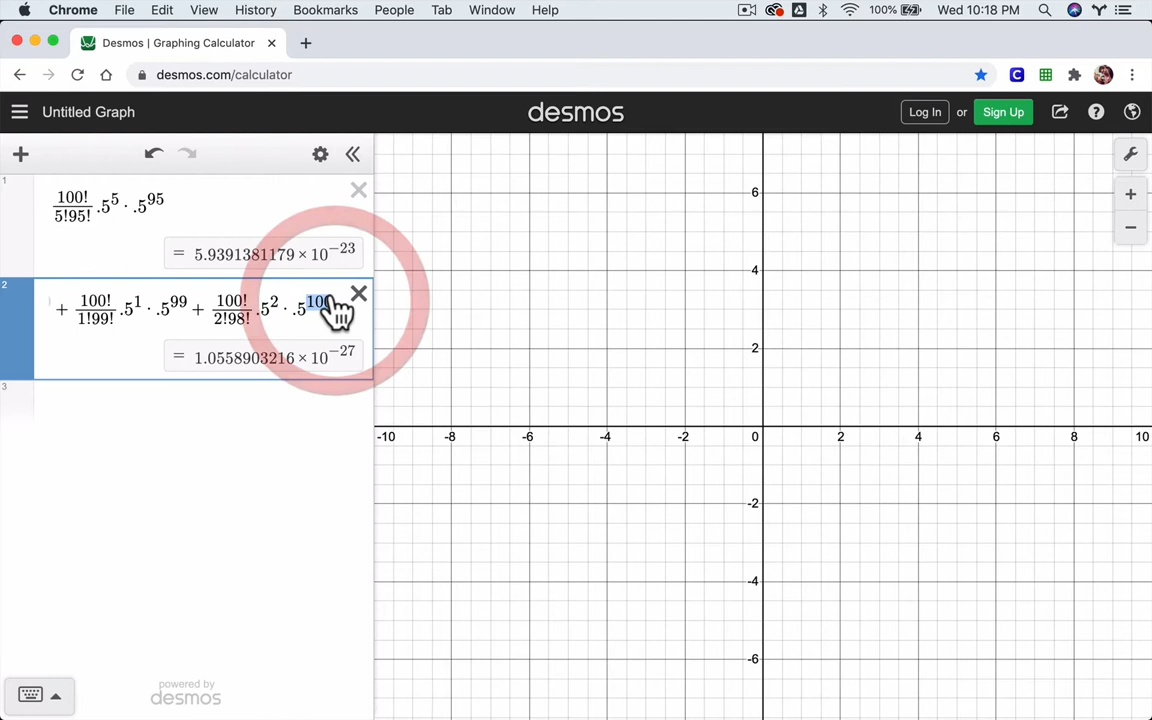 Chrome File Edit View History Bookmarks People Tab Window Help 100% Wed 10:18 PM
Desmos | Graphing Calculator
desmos.com/calculator
Untitled Graph desmos Log In or Sign Up
1
100!/5!95! .5^5 · .5^95
= 5.9391381179 × 10^−23
2
+ 100!/1!99! .5^1 · .5^99 + 100!/2!98! .5^2 · .5^100
= 1.0558903216 × 10^−27
3
6
4
2
-10 -8 -6 -4 -2 0 2 4 6 8 10
-2
-4
-6
powered by
desmos